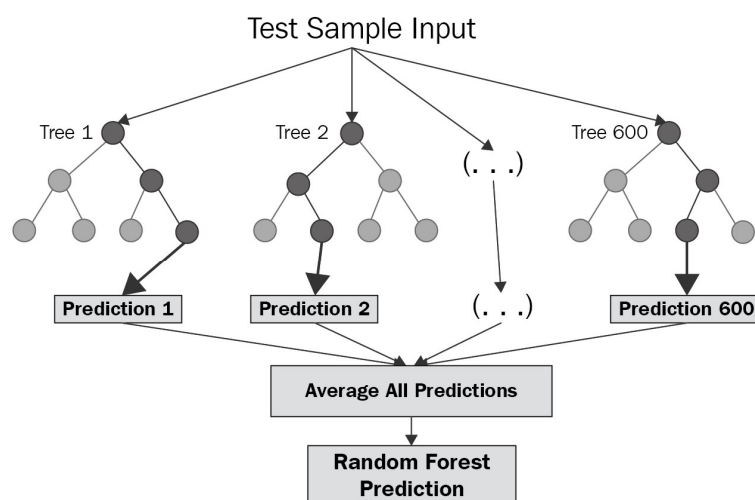 Test Sample Input
Tree 1
Tree 2
(. . .)
Tree 600
Prediction 1
Prediction 2
(. . .)
Prediction 600
Average All Predictions
Random Forest
Prediction